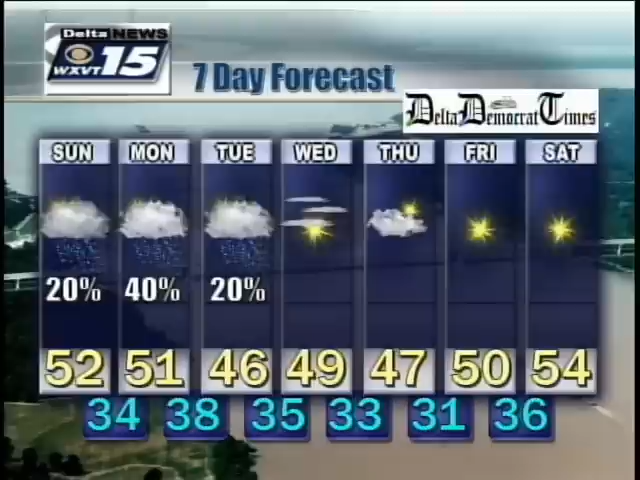 Delta NEWS
WXVT 15
7 Day Forecast
Delta Democrat Times
SUN MON TUE WED THU FRI SAT
20% 40% 20%
52 51 46 49 47 50 54
34 38 35 33 31 36